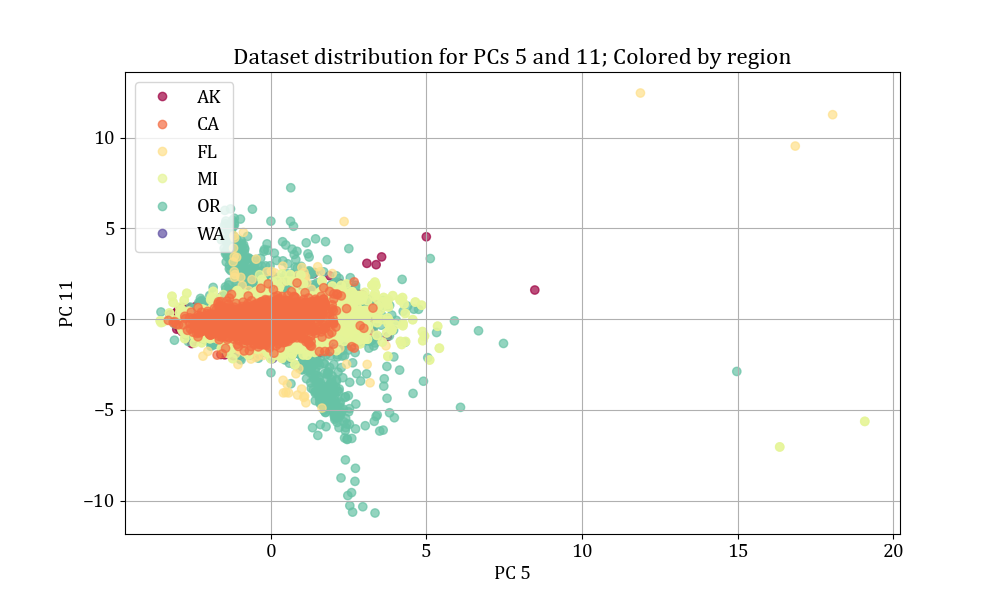 Dataset distribution for PCs 5 and 11; Colored by region
AK
CA
FL
MI
OR
WA
10
5
0
−5
−10
PC 11
0
5
10
15
20
PC 5